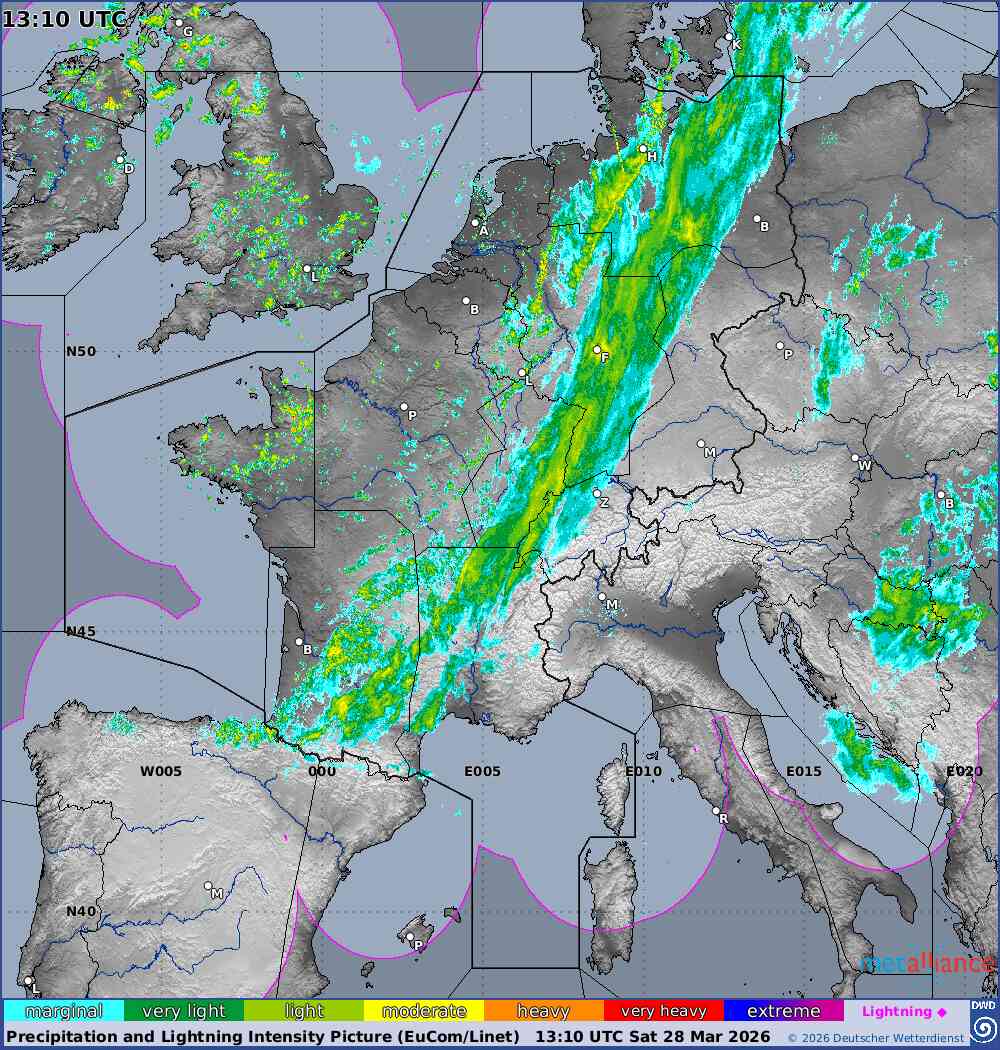 13:10 UTC
G
K
D
H
A
B
L
B
N50
P
F
L
P
M
W
Z
B
M
N45
B
W005
000
E005
E010
E015
E020
R
M
N40
P
L
metalliance
marginal very light light moderate heavy very heavy extreme Lightning ◆
DWD
Precipitation and Lightning Intensity Picture (EuCom/Linet) 13:10 UTC Sat 28 Mar 2026 © 2026 Deutscher Wetterdienst